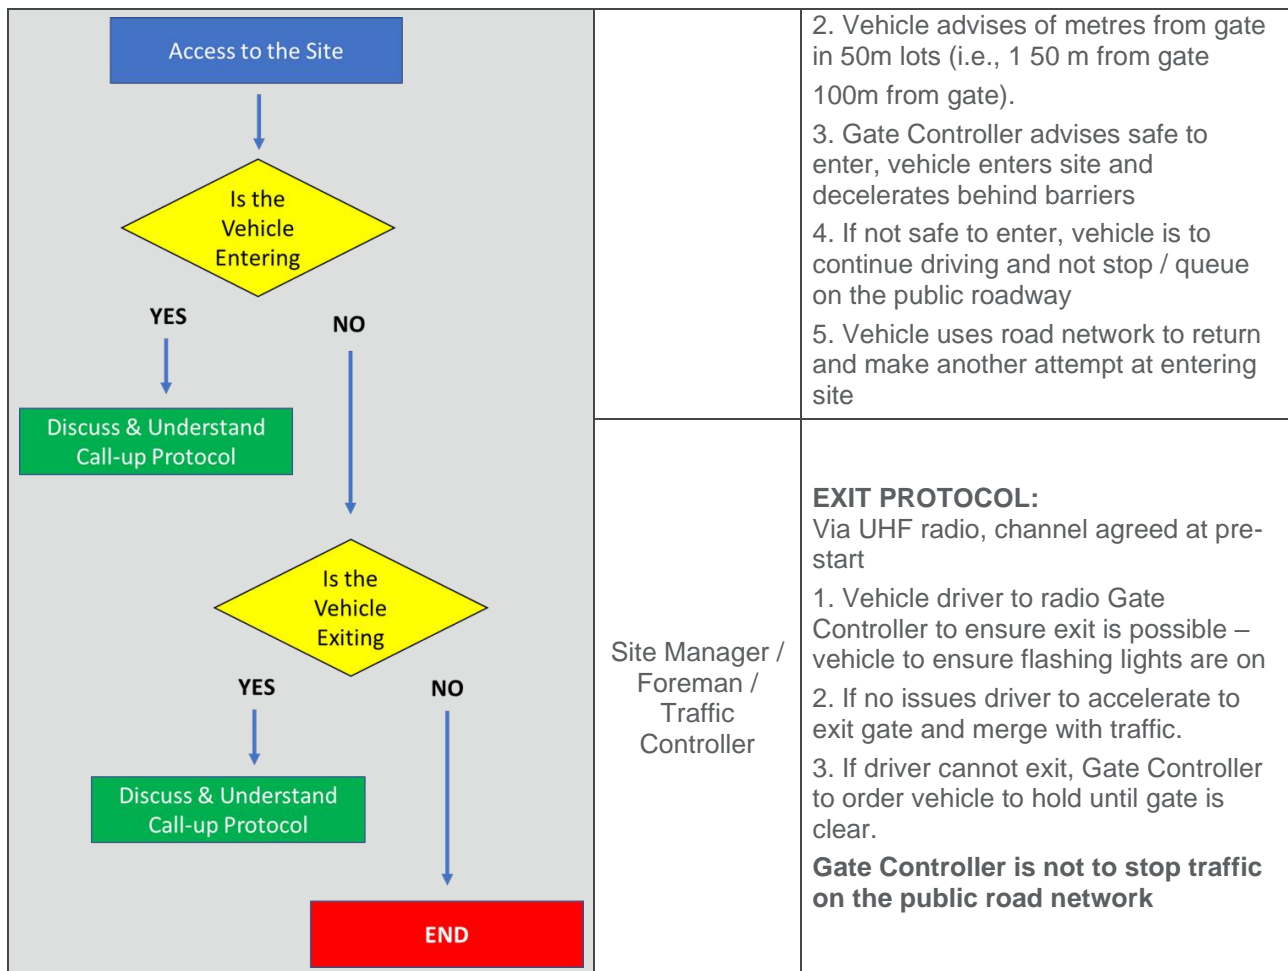 Access to the Site
Is the
Vehicle
Entering
YES
NO
Discuss & Understand
Call-up Protocol
Is the
Vehicle
Exiting
YES
NO
Discuss & Understand
Call-up Protocol
END
2. Vehicle advises of metres from gate
in 50m lots (i.e., 1 50 m from gate
100m from gate).
3. Gate Controller advises safe to
enter, vehicle enters site and
decelerates behind barriers
4. If not safe to enter, vehicle is to
continue driving and not stop / queue
on the public roadway
5. Vehicle uses road network to return
and make another attempt at entering
site
Site Manager /
Foreman /
Traffic
Controller
EXIT PROTOCOL:
Via UHF radio, channel agreed at pre-
start
1. Vehicle driver to radio Gate
Controller to ensure exit is possible –
vehicle to ensure flashing lights are on
2. If no issues driver to accelerate to
exit gate and merge with traffic.
3. If driver cannot exit, Gate Controller
to order vehicle to hold until gate is
clear.
Gate Controller is not to stop traffic
on the public road network